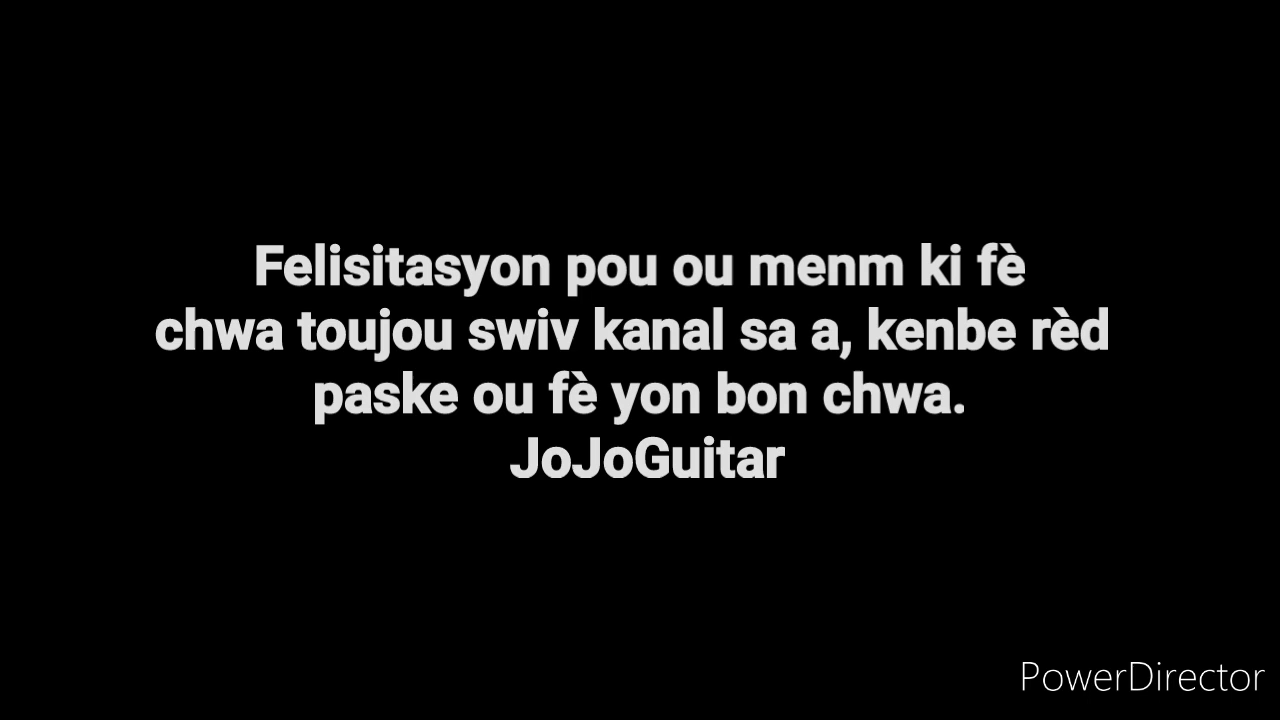 Felisitasyon pou ou menm ki fè
chwa toujou swiv kanal sa a, kenbe rèd
paske ou fè yon bon chwa.
JoJoGuitar
PowerDirector